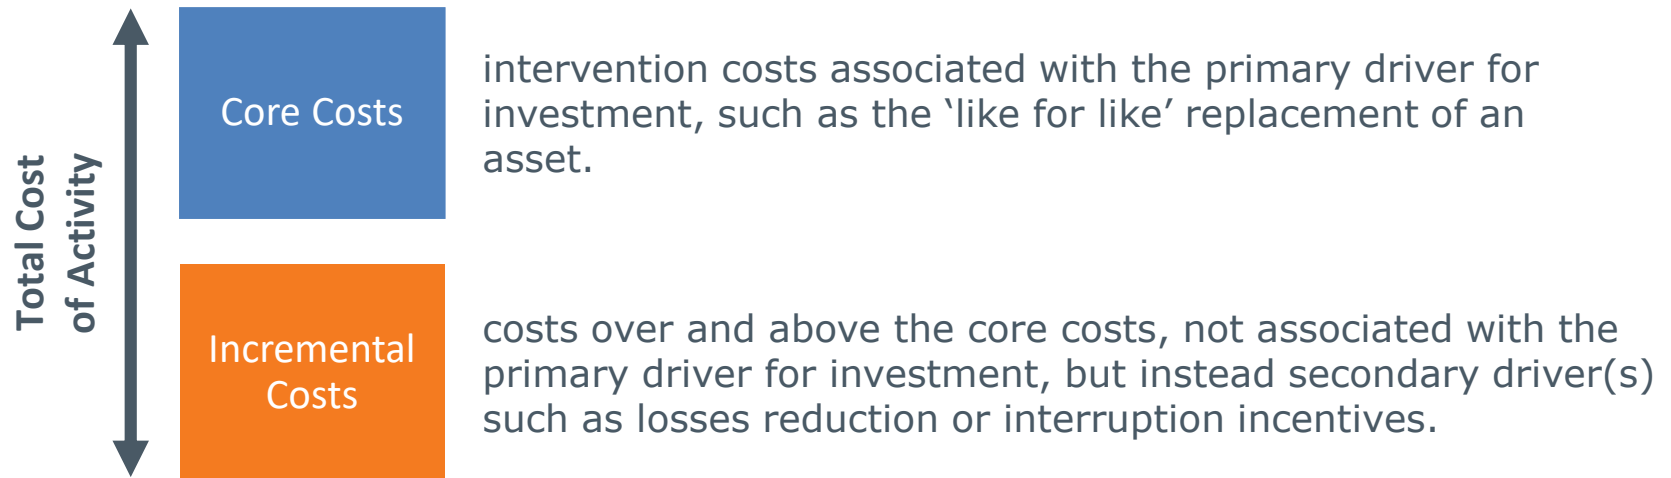 Total Cost
of Activity
Core Costs
intervention costs associated with the primary driver for
investment, such as the ‘like for like’ replacement of an
asset.
Incremental
Costs
costs over and above the core costs, not associated with the
primary driver for investment, but instead secondary driver(s)
such as losses reduction or interruption incentives.